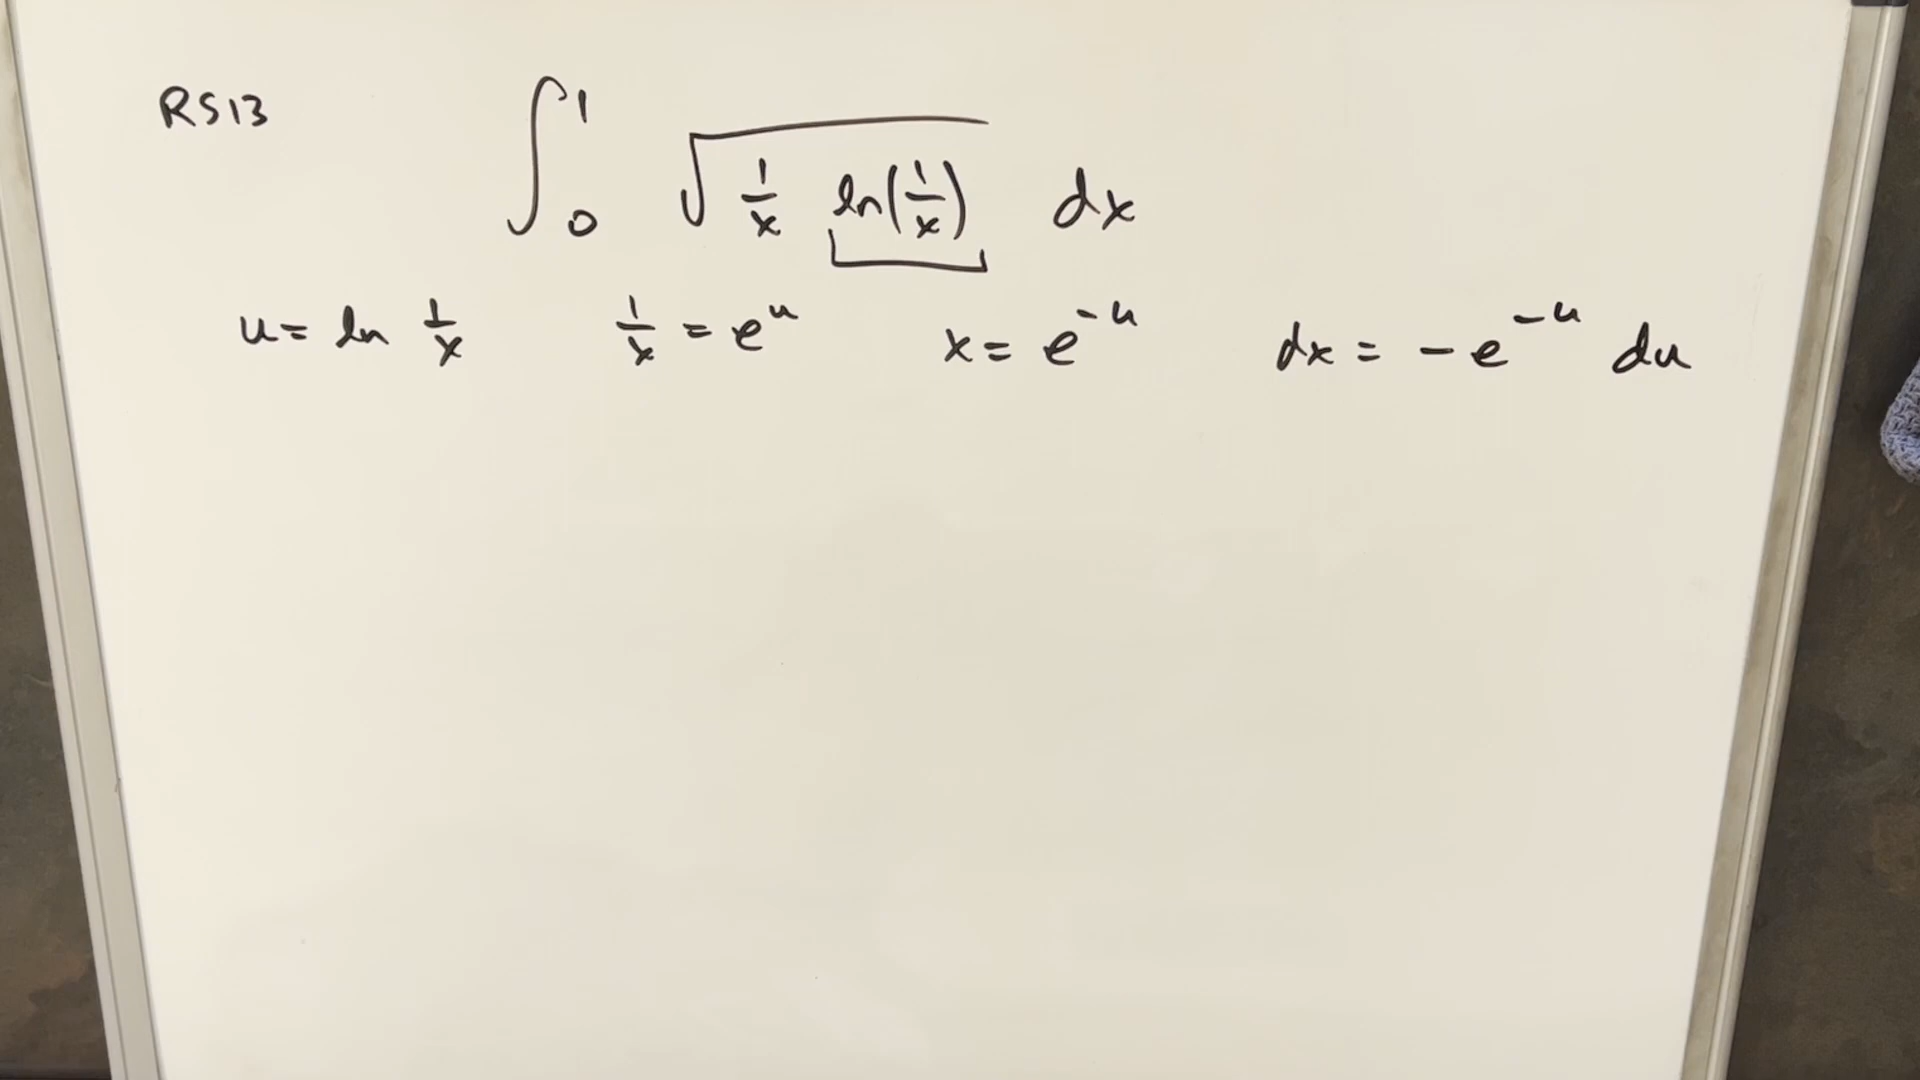 RS13 ∫₀¹ √(1/x ln(1/x)) dx
u = ln 1/x 1/x = e^u x = e^-u dx = -e^-u du